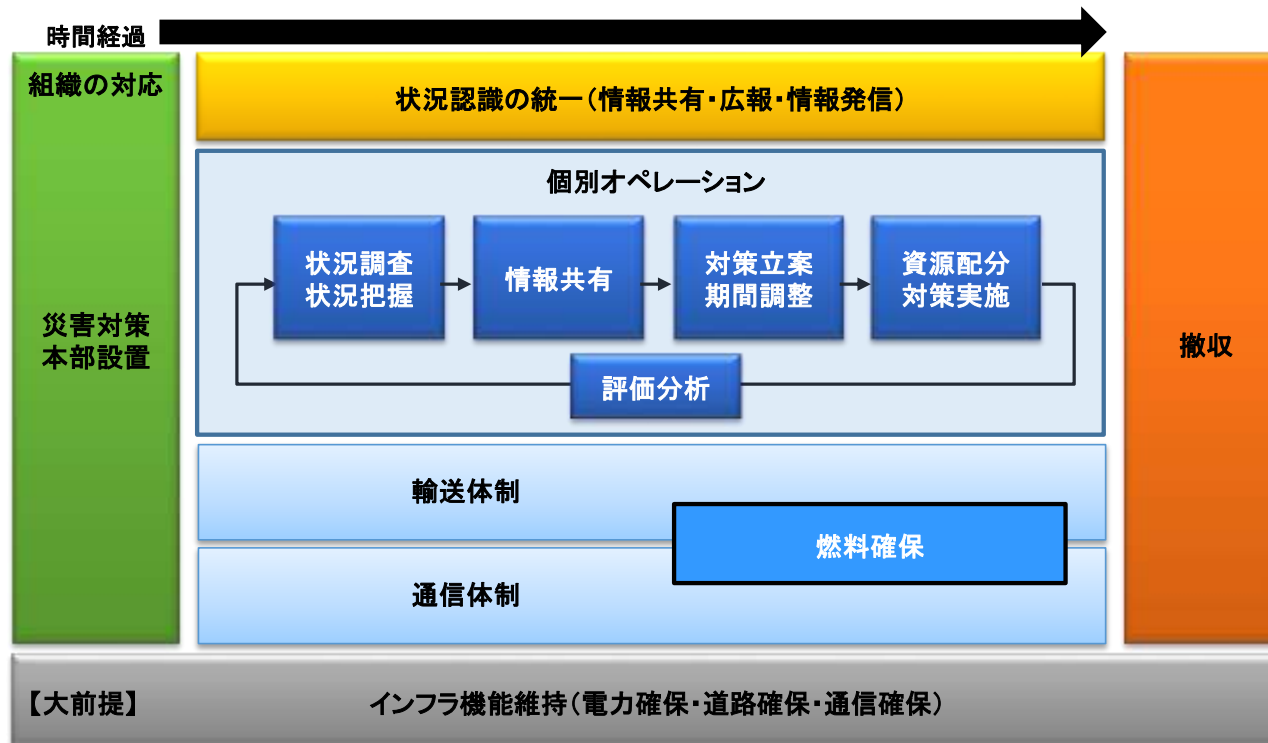 時間経過
組織の対応
災害対策
本部設置
状況認識の統一（情報共有・広報・情報発信）
個別オペレーション
状況調査
状況把握
情報共有
対策立案
期間調整
資源配分
対策実施
評価分析
輸送体制
燃料確保
通信体制
撤収
【大前提】
インフラ機能維持（電力確保・道路確保・通信確保）